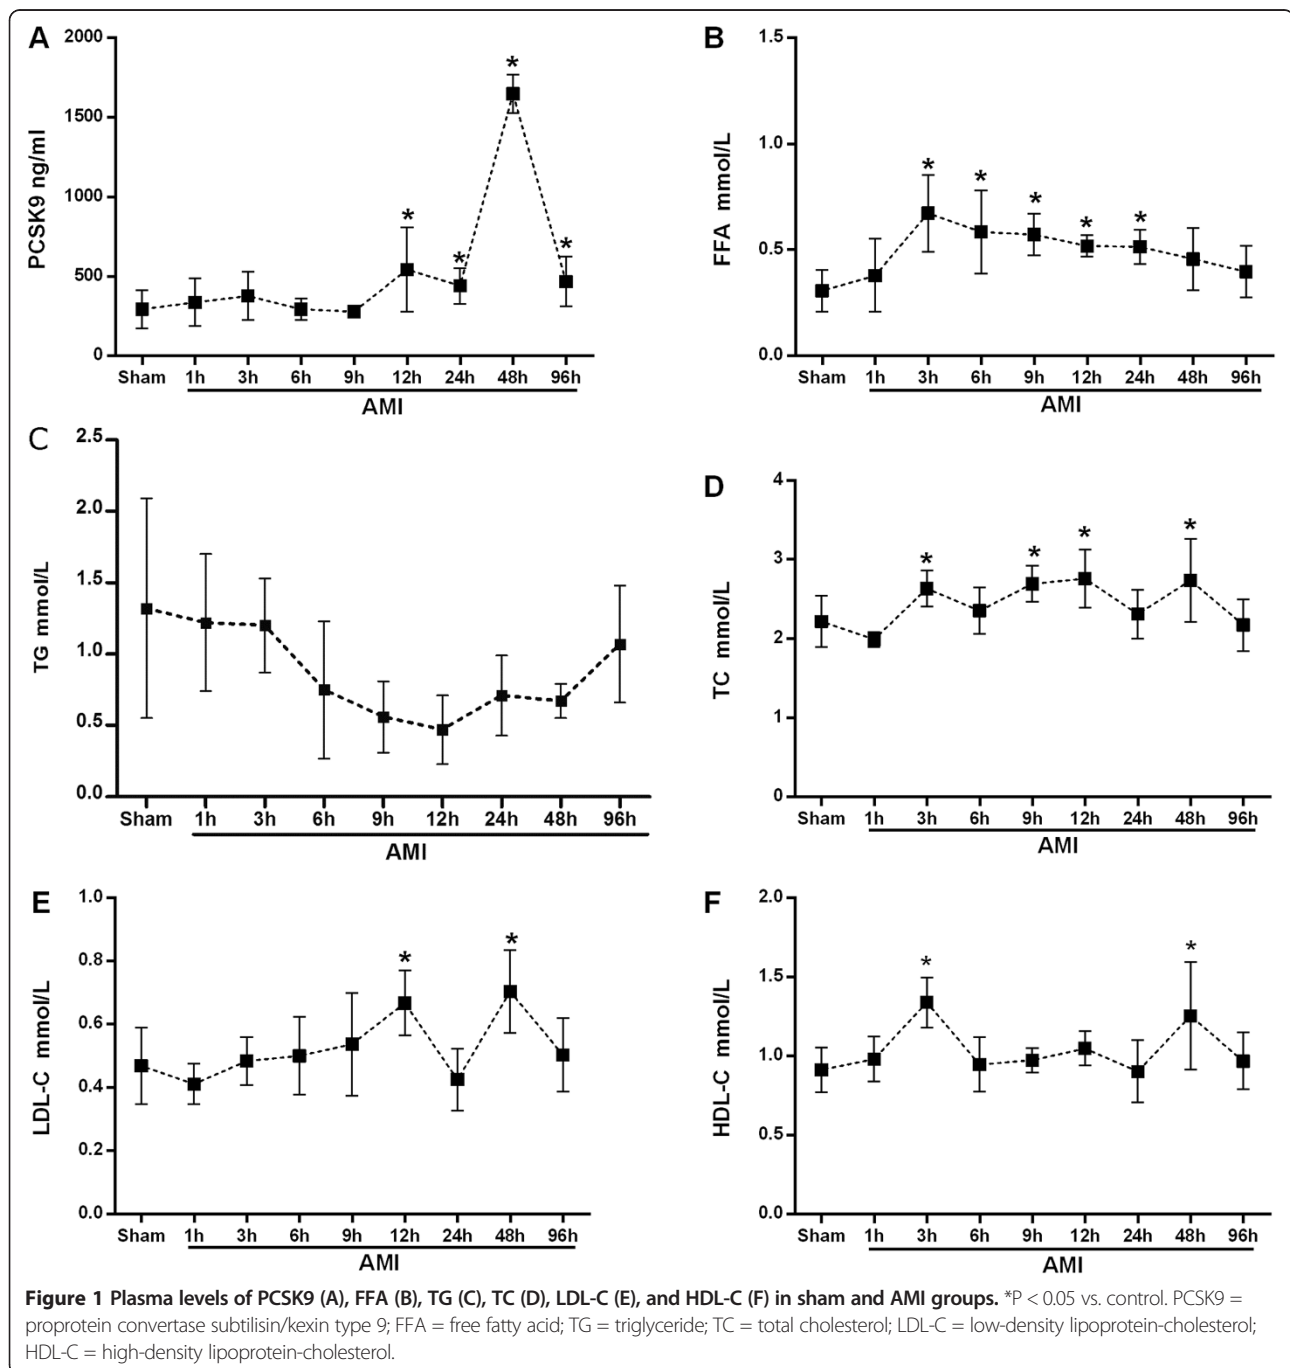 A
2000
1500
1000
500
0
PCSK9 ng/ml
* * * *
Sham 1h 3h 6h 9h 12h 24h 48h 96h
AMI
B
1.5
1.0
0.5
0.0
FFA mmol/L
* * * * *
Sham 1h 3h 6h 9h 12h 24h 48h 96h
AMI
C
2.5
2.0
1.5
1.0
0.5
0.0
TG mmol/L
Sham 1h 3h 6h 9h 12h 24h 48h 96h
AMI
D
4
3
2
1
0
TC mmol/L
* * * *
Sham 1h 3h 6h 9h 12h 24h 48h 96h
AMI
E
1.0
0.8
0.6
0.4
0.2
0.0
LDL-C mmol/L
* *
Sham 1h 3h 6h 9h 12h 24h 48h 96h
AMI
F
2.0
1.5
1.0
0.5
0.0
HDL-C mmol/L
* *
Sham 1h 3h 6h 9h 12h 24h 48h 96h
AMI
Figure 1 Plasma levels of PCSK9 (A), FFA (B), TG (C), TC (D), LDL-C (E), and HDL-C (F) in sham and AMI groups. *P < 0.05 vs. control. PCSK9 =
proprotein convertase subtilisin/kexin type 9; FFA = free fatty acid; TG = triglyceride; TC = total cholesterol; LDL-C = low-density lipoprotein-cholesterol;
HDL-C = high-density lipoprotein-cholesterol.